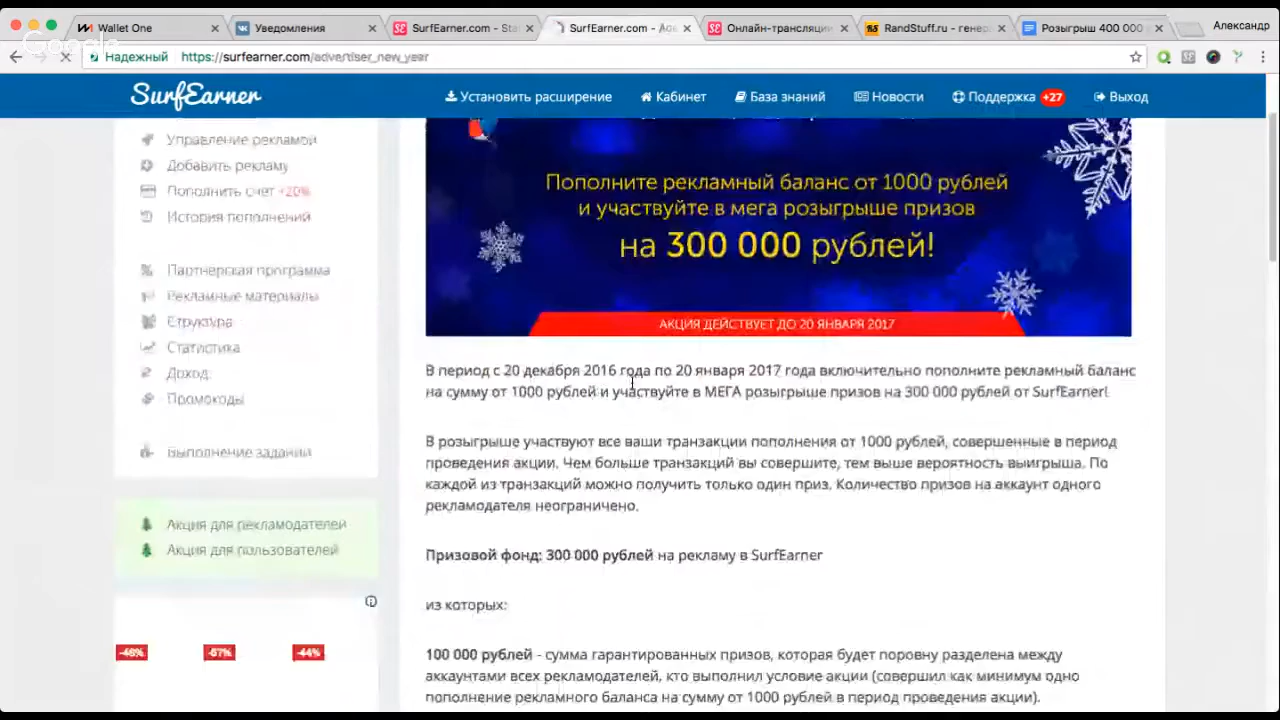 Wallet One
Уведомления
SurfEarner.com - Sta
SurfEarner.com - Адв
Онлайн-трансляции
RandStuff.ru - генера
Розыгрыш 400 000
Александр
Google
Надежный
https://surfearner.com/advertiser_new_year
SurfEarner
Установить расширение
Кабинет
База знаний
Новости
Поддержка +27
Выход
Управление рекламой
Добавить рекламу
Пополнить счет +20%
История пополнений
Партнерская программа
Рекламные материалы
Структура
Статистика
Доход
Промокоды
Выполнение заданий
Акция для рекламодателей
Акция для пользователей
-46%
-67%
-44%
Пополните рекламный баланс от 1000 рублей
и участвуйте в мега розыгрыше призов
на 300 000 рублей!
АКЦИЯ ДЕЙСТВУЕТ ДО 20 ЯНВАРЯ 2017
В период с 20 декабря 2016 года по 20 января 2017 года включительно пополните рекламный баланс
на сумму от 1000 рублей и участвуйте в МЕГА розыгрыше призов на 300 000 рублей от SurfEarner!
В розыгрыше участвуют все ваши транзакции пополнения от 1000 рублей, совершенные в период
проведения акции. Чем больше транзакций вы совершите, тем выше вероятность выигрыша. По
каждой из транзакций можно получить только один приз. Количество призов на аккаунт одного
рекламодателя неограничено.
Призовой фонд: 300 000 рублей на рекламу в SurfEarner
из которых:
100 000 рублей - сумма гарантированных призов, которая будет поровну разделена между
аккаунтами всех рекламодателей, кто выполнил условие акции (совершил как минимум одно
пополнение рекламного баланса на сумму от 1000 рублей в период проведения акции).